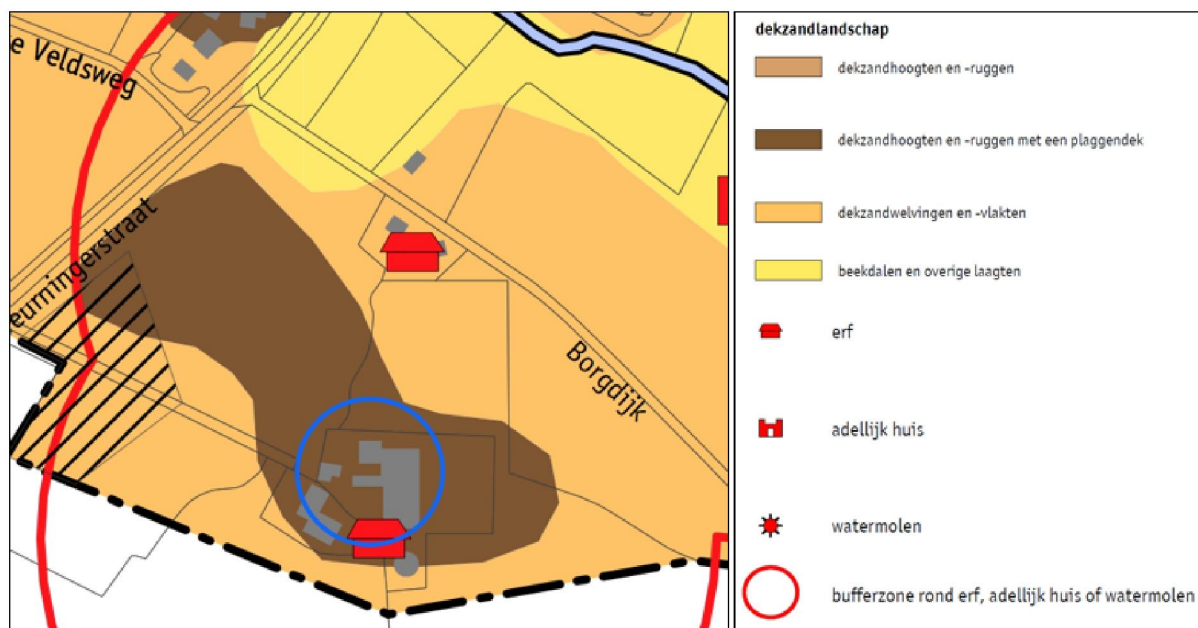 e Veldsweg
eurningerstraat
Borgdijk
dekzandlandschap
dekzandhoogten en -ruggen
dekzandhoogten en -ruggen met een plaggendek
dekzandwelvingen en -vlakten
beekdalen en overige laagten
erf
adellijk huis
watermolen
bufferzone rond erf, adellijk huis of watermolen